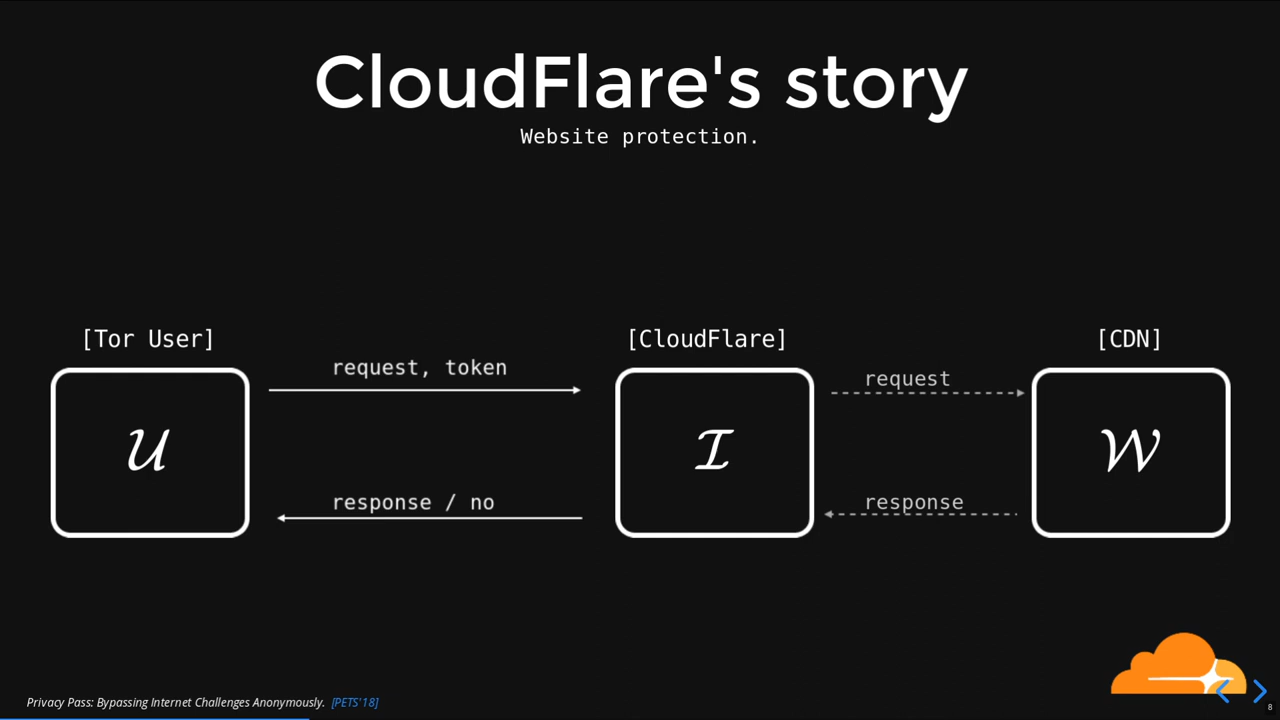 CloudFlare's story
Website protection.
[Tor User]
[CloudFlare]
[CDN]
request, token
request
𝒰
ℐ
𝒲
response / no
response
Privacy Pass: Bypassing Internet Challenges Anonymously. [PETS'18]
8